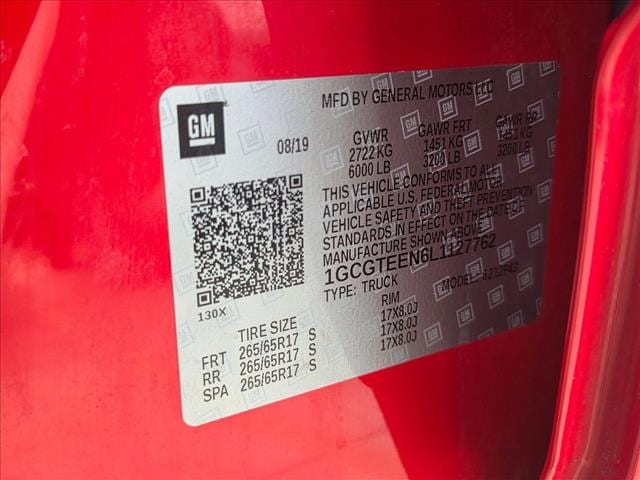 MFD BY GENERAL MOTORS LLC
GM
08/19
GVWR GAWR FRT GAWR RR
2722 KG 1451 KG 1451 KG
6000 LB 3200 LB 3200 LB
THIS VEHICLE CONFORMS TO ALL
APPLICABLE U.S. FEDERAL MOTOR
VEHICLE SAFETY AND THEFT PREVENTION
STANDARDS IN EFFECT ON THE DATE OF
MANUFACTURE SHOWN ABOVE.
1GCGTEEN6L1127762
TYPE: TRUCK MODEL:
130X
TIRE SIZE RIM
FRT 265/65R17 S 17X8.0J
RR 265/65R17 S 17X8.0J
SPA 265/65R17 S 17X8.0J